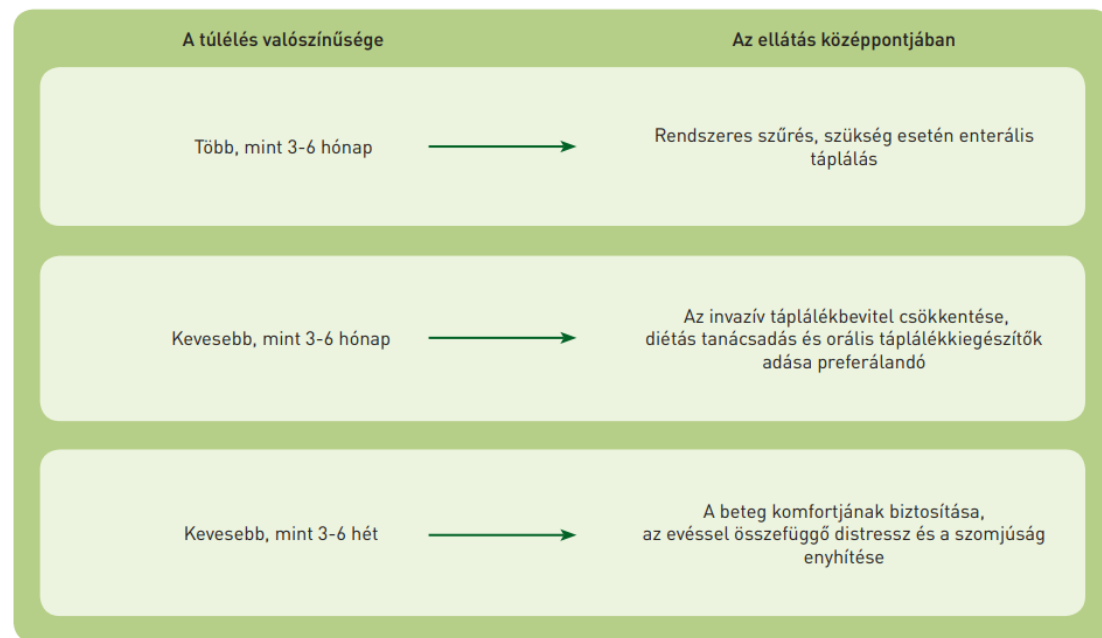 A túlélés valószínűsége
Az ellátás középpontjában
Több, mint 3-6 hónap
Rendszeres szűrés, szükség esetén enterális
táplálás
Kevesebb, mint 3-6 hónap
Az invazív táplálékbevitel csökkentése,
diétás tanácsadás és orális táplálékkiegészítők
adása preferálandó
Kevesebb, mint 3-6 hét
A beteg komfortjának biztosítása,
az evéssel összefüggő distressz és a szomjúság
enyhítése